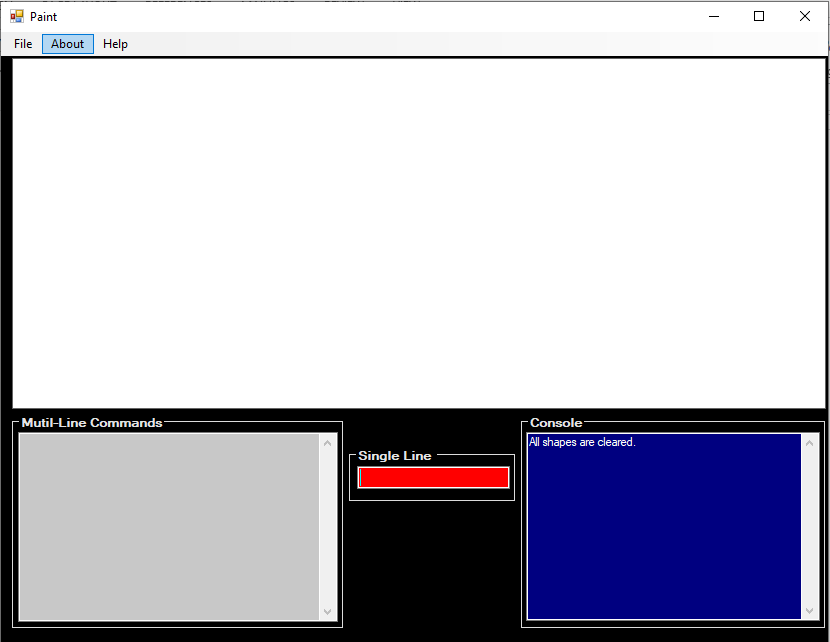 Paint
File About Help
Mutil-Line Commands
Single Line
Console
All shapes are cleared.